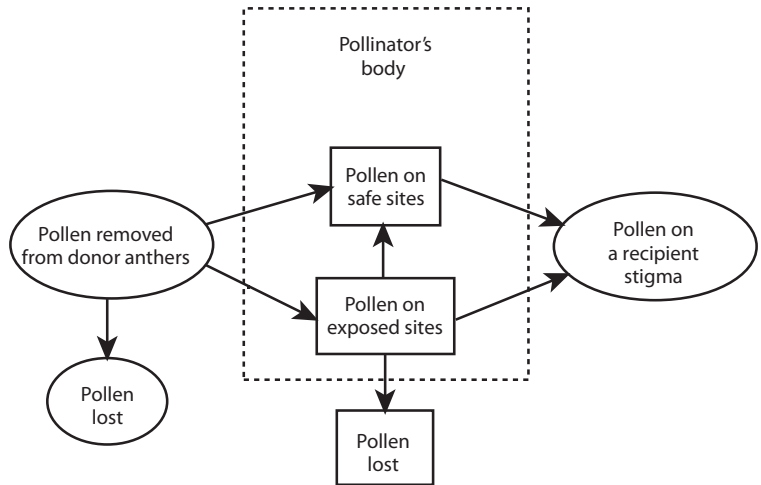 Pollinator's
body
Pollen on
safe sites
Pollen removed
from donor anthers
Pollen on
a recipient
stigma
Pollen on
exposed sites
Pollen
lost
Pollen
lost